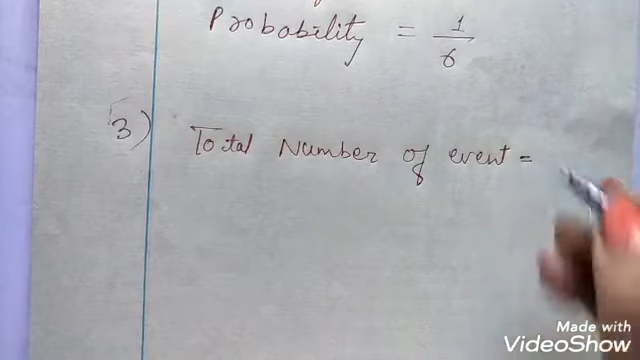 Probability = 1/6
3) Total Number of event =
Made with
VideoShow